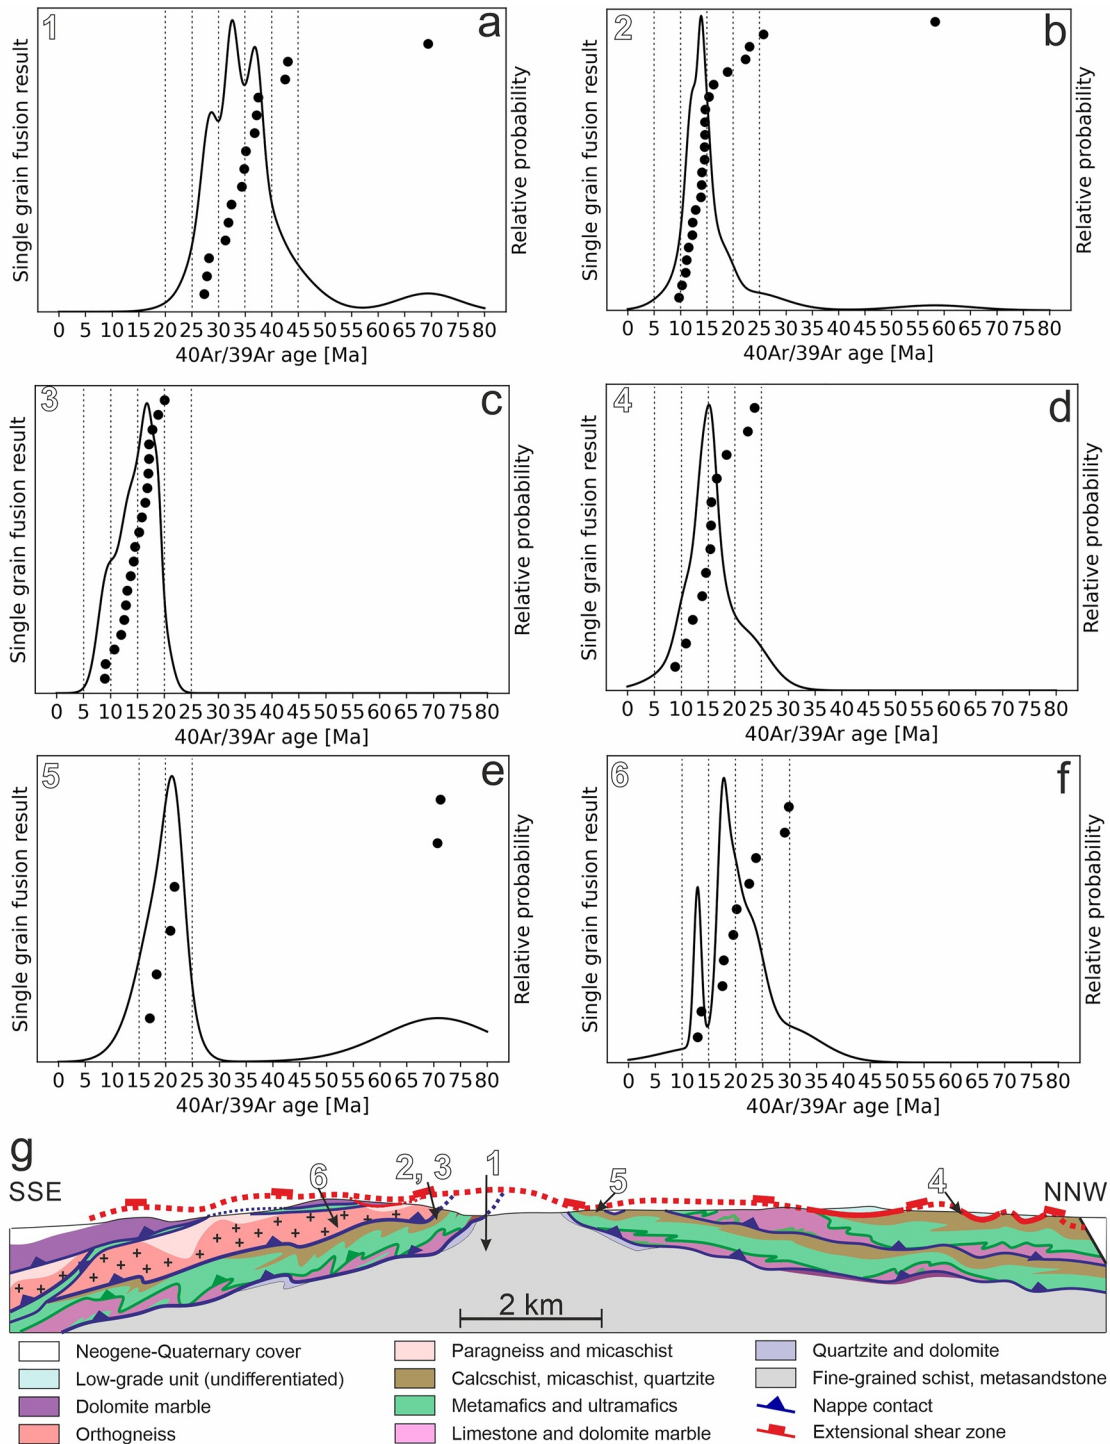 1
a
Single grain fusion result
Relative probability
0 5 10 15 20 25 30 35 40 45 50 55 60 65 70 75 80
40Ar/39Ar age [Ma]
2
b
Single grain fusion result
Relative probability
0 5 10 15 20 25 30 35 40 45 50 55 60 65 70 75 80
40Ar/39Ar age [Ma]
3
c
Single grain fusion result
Relative probability
0 5 10 15 20 25 30 35 40 45 50 55 60 65 70 75 80
40Ar/39Ar age [Ma]
4
d
Single grain fusion result
Relative probability
0 5 10 15 20 25 30 35 40 45 50 55 60 65 70 75 80
40Ar/39Ar age [Ma]
5
e
Single grain fusion result
Relative probability
0 5 10 15 20 25 30 35 40 45 50 55 60 65 70 75 80
40Ar/39Ar age [Ma]
6
f
Single grain fusion result
Relative probability
0 5 10 15 20 25 30 35 40 45 50 55 60 65 70 75 80
40Ar/39Ar age [Ma]
g
SSE
6
2, 3
1
5
4
NNW
2 km
Neogene-Quaternary cover
Low-grade unit (undifferentiated)
Dolomite marble
Orthogneiss
Paragneiss and micaschist
Calcschist, micaschist, quartzite
Metamafics and ultramafics
Limestone and dolomite marble
Quartzite and dolomite
Fine-grained schist, metasandstone
Nappe contact
Extensional shear zone